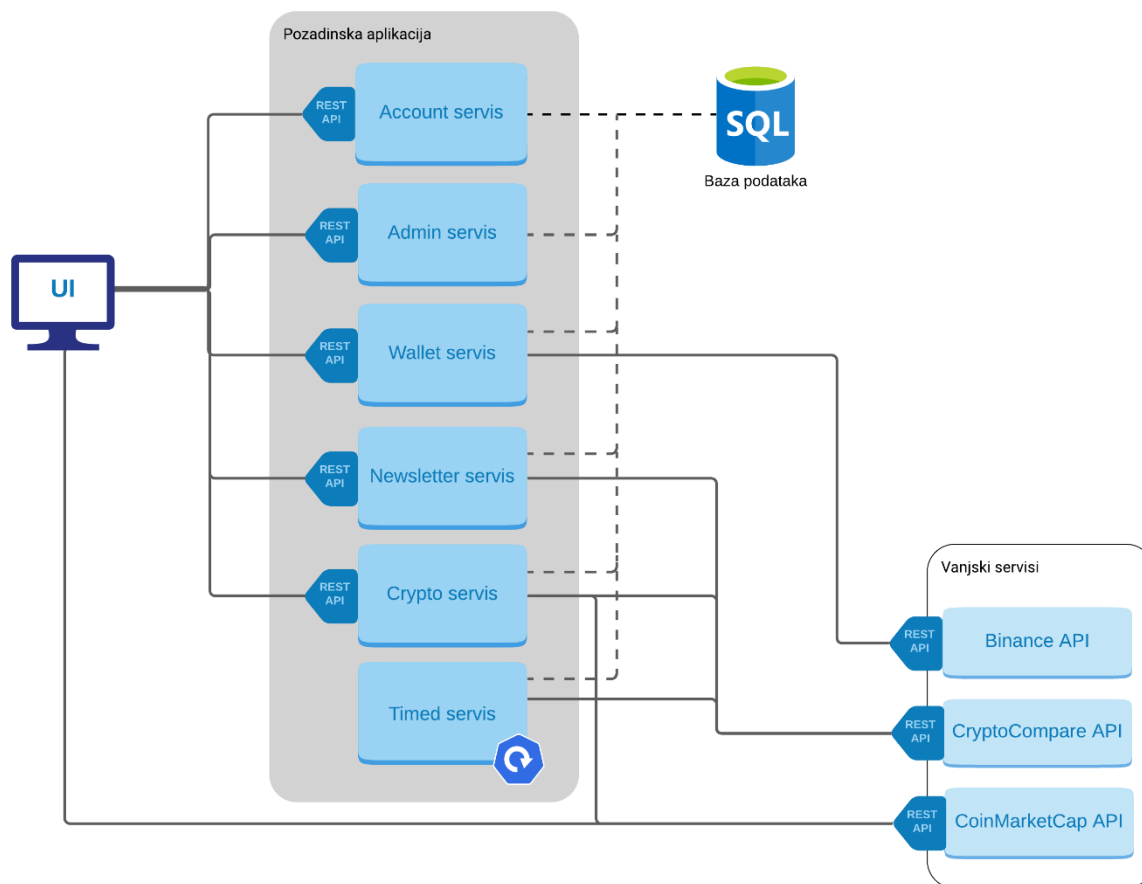 Pozadinska aplikacija
REST
API
Account servis
SQL
Baza podataka
REST
API
Admin servis
UI
REST
API
Wallet servis
REST
API
Newsletter servis
REST
API
Crypto servis
Timed servis
Vanjski servisi
REST
API
Binance API
REST
API
CryptoCompare API
REST
API
CoinMarketCap API